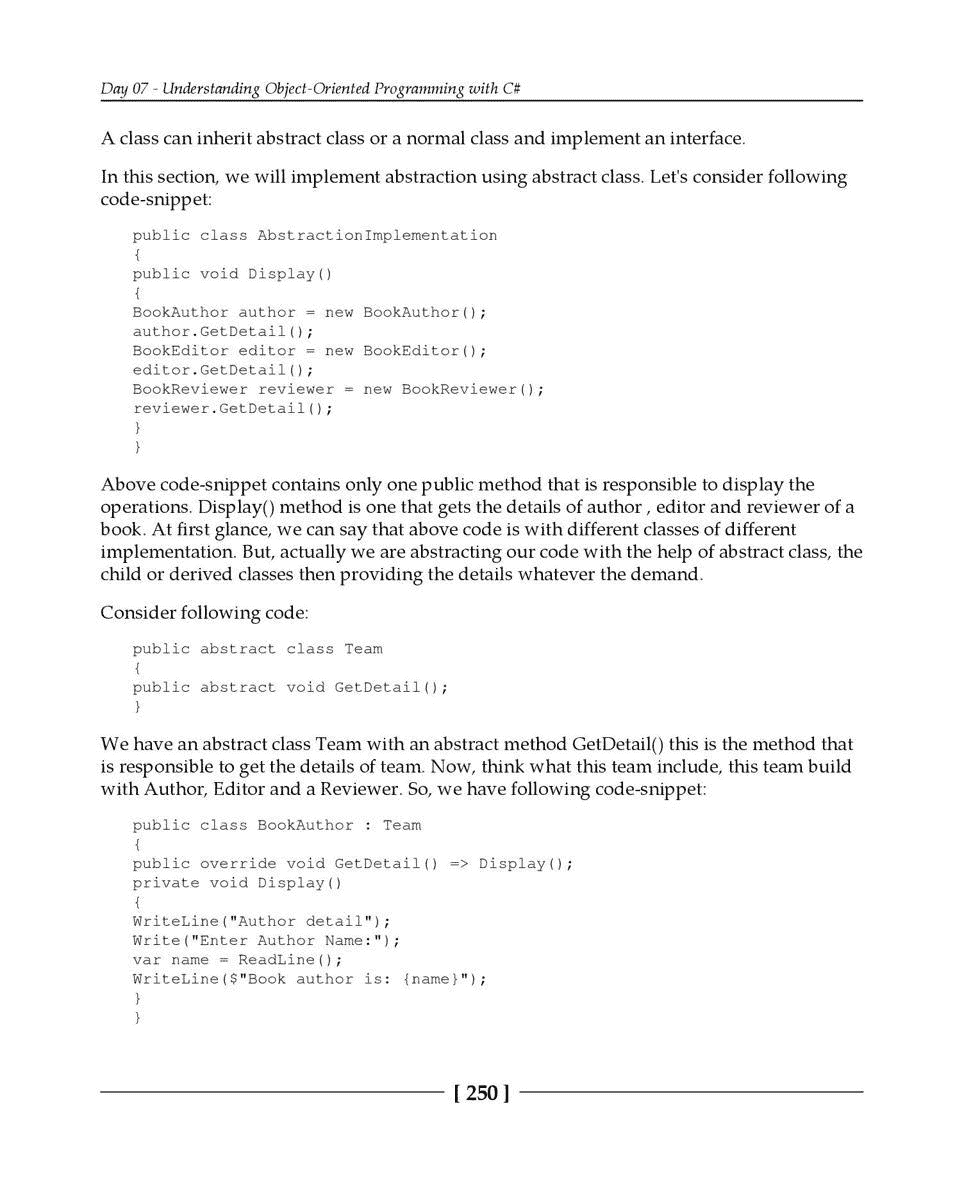 Day 07 - Understanding Object-Oriented Programming with C#
A class can inherit abstract class or a normal class and implement an interface.
In this section, we will implement abstraction using abstract class. Let's consider following
code-snippet:
public class AbstractionImplementation
{
public void Display()
{
BookAuthor author = new BookAuthor();
author.GetDetail();
BookEditor editor = new BookEditor();
editor.GetDetail();
BookReviewer reviewer = new BookReviewer();
reviewer.GetDetail();
}
}
Above code-snippet contains only one public method that is responsible to display the
operations. Display() method is one that gets the details of author , editor and reviewer of a
book. At first glance, we can say that above code is with different classes of different
implementation. But, actually we are abstracting our code with the help of abstract class, the
child or derived classes then providing the details whatever the demand.
Consider following code:
public abstract class Team
{
public abstract void GetDetail();
}
We have an abstract class Team with an abstract method GetDetail() this is the method that
is responsible to get the details of team. Now, think what this team include, this team build
with Author, Editor and a Reviewer. So, we have following code-snippet:
public class BookAuthor : Team
{
public override void GetDetail() => Display();
private void Display()
{
WriteLine("Author detail");
Write("Enter Author Name:");
var name = ReadLine();
WriteLine($"Book author is: {name}");
}
}
[ 250 ]